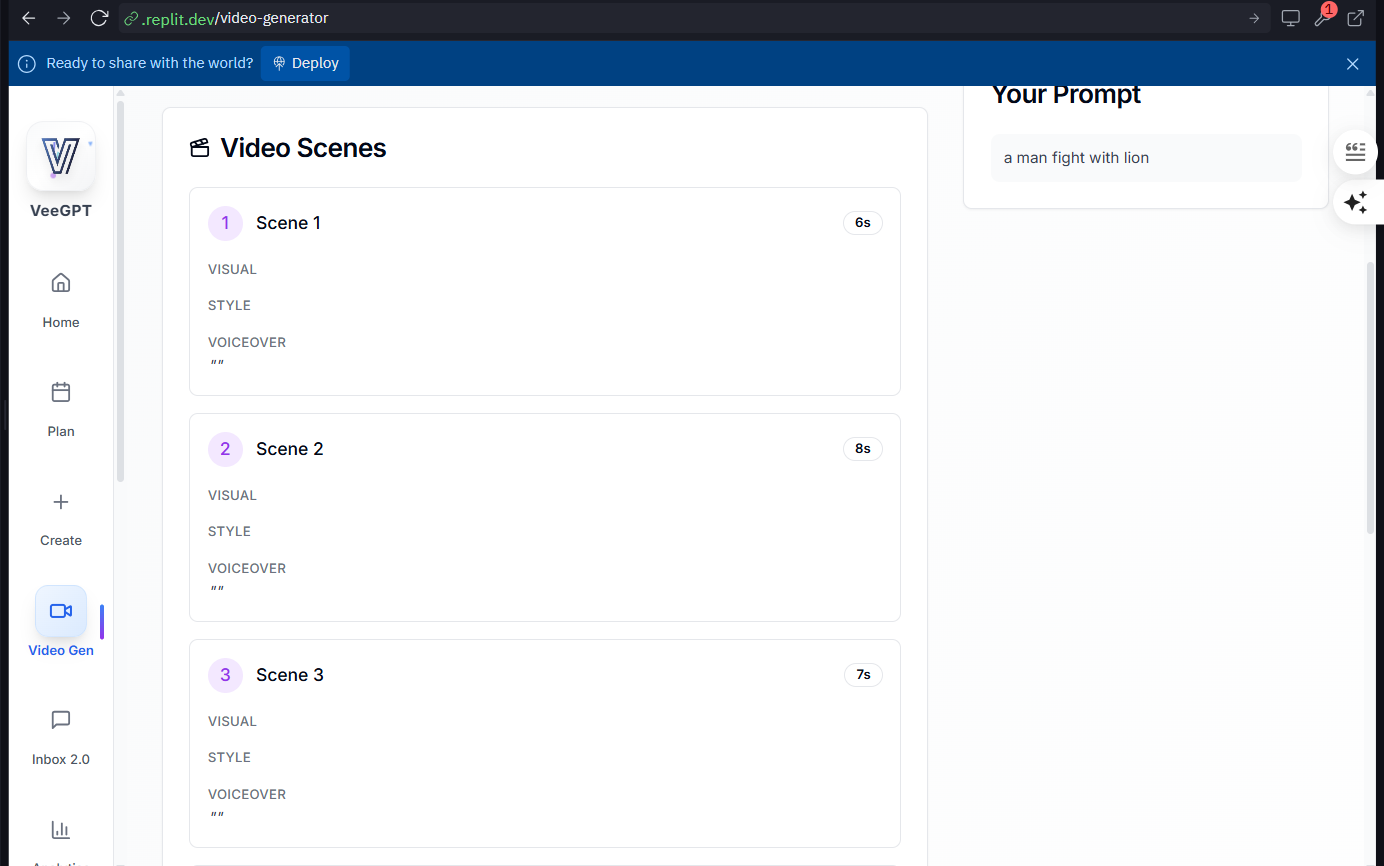 .replit.dev/video-generator
1
Ready to share with the world?
Deploy
VeeGPT
Home
Plan
Create
Video Gen
Inbox 2.0
Video Scenes
1
Scene 1
6s
VISUAL
STYLE
VOICEOVER
""
2
Scene 2
8s
VISUAL
STYLE
VOICEOVER
""
3
Scene 3
7s
VISUAL
STYLE
VOICEOVER
""
Your Prompt
a man fight with lion